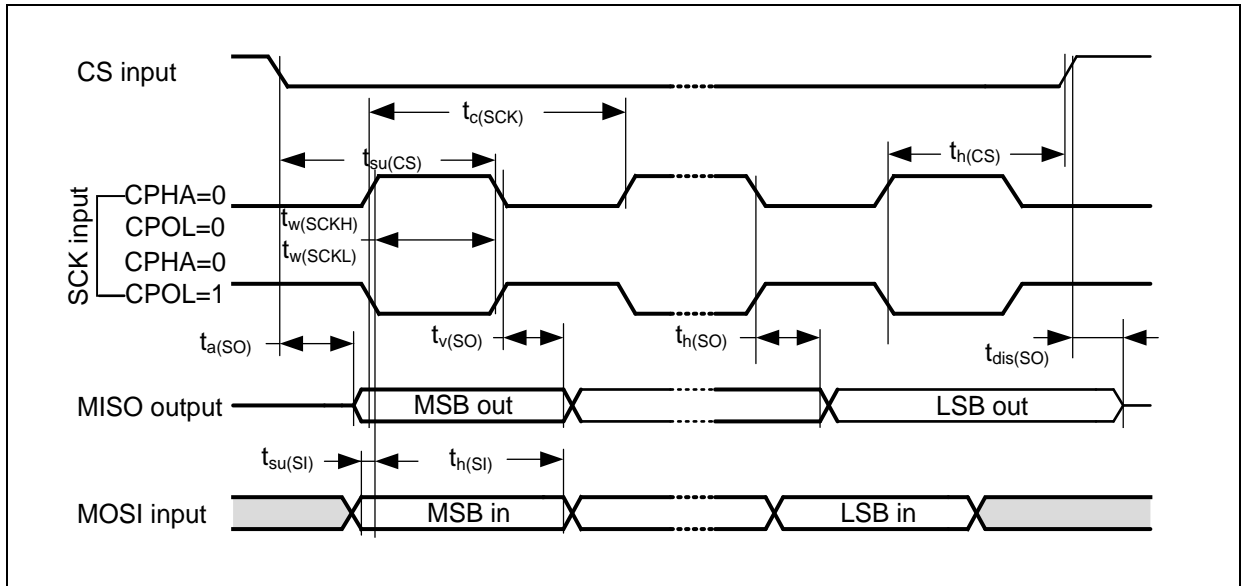 CS input
tc(SCK)
tsu(CS)
th(CS)
SCK input
CPHA=0
CPOL=0
CPHA=0
CPOL=1
tw(SCKH)
tw(SCKL)
ta(SO)
tv(SO)
th(SO)
tdis(SO)
MISO output
MSB out
LSB out
tsu(SI)
th(SI)
MOSI input
MSB in
LSB in